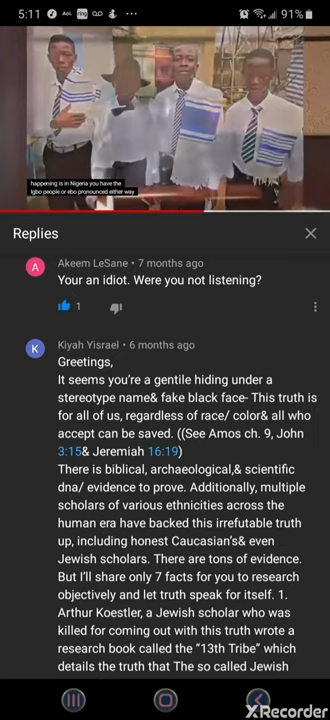 5:11
AoL
ring
91%
happening is in Nigeria you have the
Igbo people or ebo pronounced either way
Replies
A
Akeem LeSane • 7 months ago
Your an idiot. Were you not listening?
1
K
Kiyah Yisrael • 6 months ago
Greetings,
It seems you're a gentile hiding under a
stereotype name& fake black face- This truth is
for all of us, regardless of race/ color& all who
accept can be saved. ((See Amos ch. 9, John
3:15& Jeremiah 16:19)
There is biblical, archaeological,& scientific
dna/ evidence to prove. Additionally, multiple
scholars of various ethnicities across the
human era have backed this irrefutable truth
up, including honest Caucasian's& even
Jewish scholars. There are tons of evidence.
But I'll share only 7 facts for you to research
objectively and let truth speak for itself. 1.
Arthur Koestler, a Jewish scholar who was
killed for coming out with this truth wrote a
research book called the "13th Tribe" which
details the truth that The so called Jewish
XRecorder